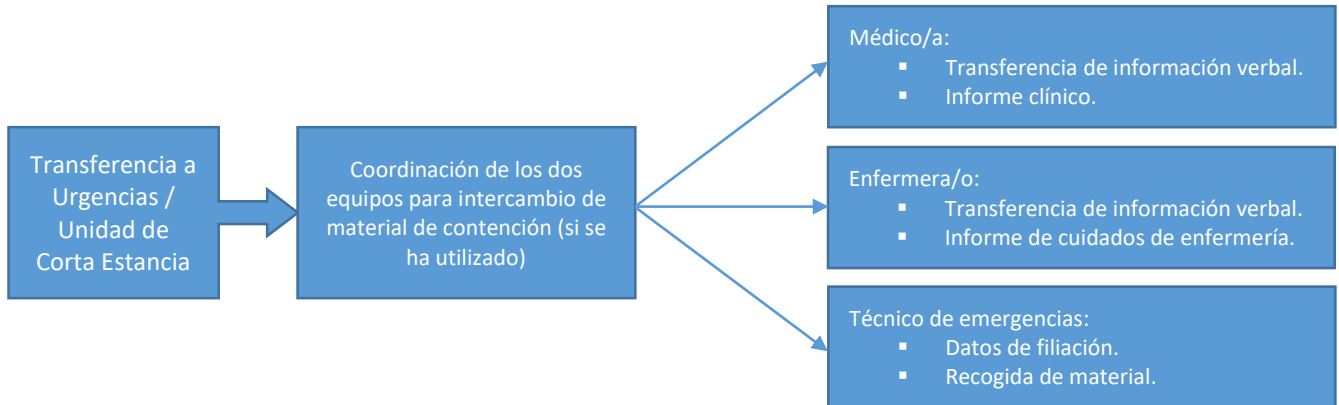 Transferencia a
Urgencias /
Unidad de
Corta Estancia
Coordinación de los dos
equipos para intercambio de
material de contención (si se
ha utilizado)
Médico/a:
▪ Transferencia de información verbal.
▪ Informe clínico.
Enfermera/o:
▪ Transferencia de información verbal.
▪ Informe de cuidados de enfermería.
Técnico de emergencias:
▪ Datos de filiación.
▪ Recogida de material.